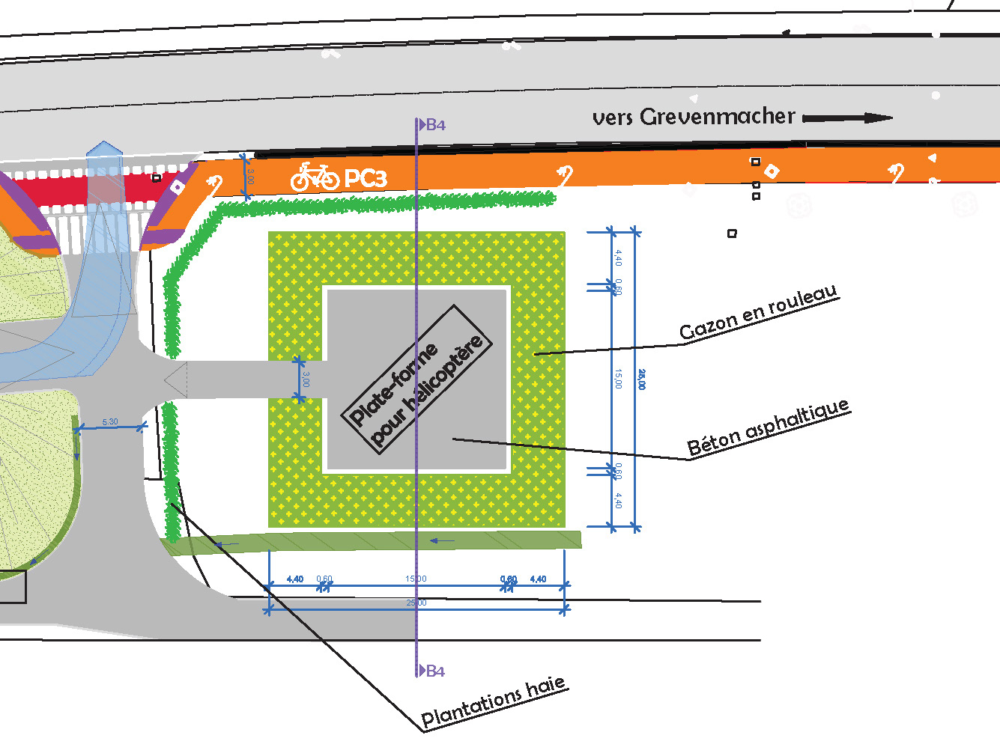 vers Grevenmacher
B4
3,00
PC3
4,40
0,60
Gazon en rouleau
Plate-forme
pour hélicoptère
15,00
25,00
3,00
Béton asphaltique
5.30
0,60
4,40
4,40 0,60 15,00 0,60 4,40
25,00
B4
Plantations haie